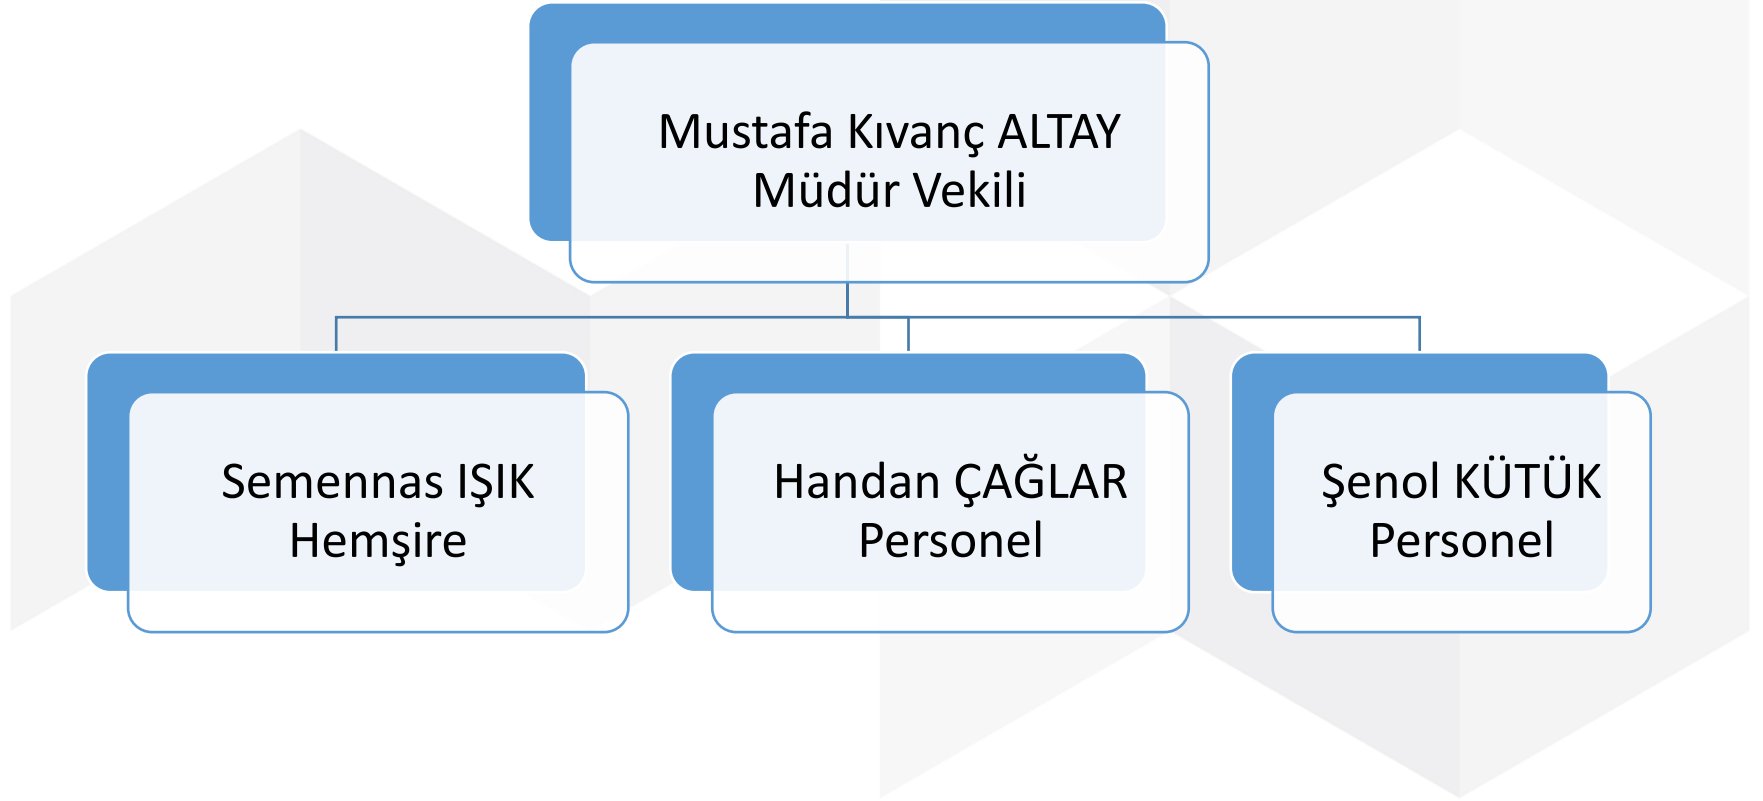 Mustafa Kıvanç ALTAY
Müdür Vekili
Semennas IŞIK
Hemşire
Handan ÇAĞLAR
Personel
Şenol KÜTÜK
Personel